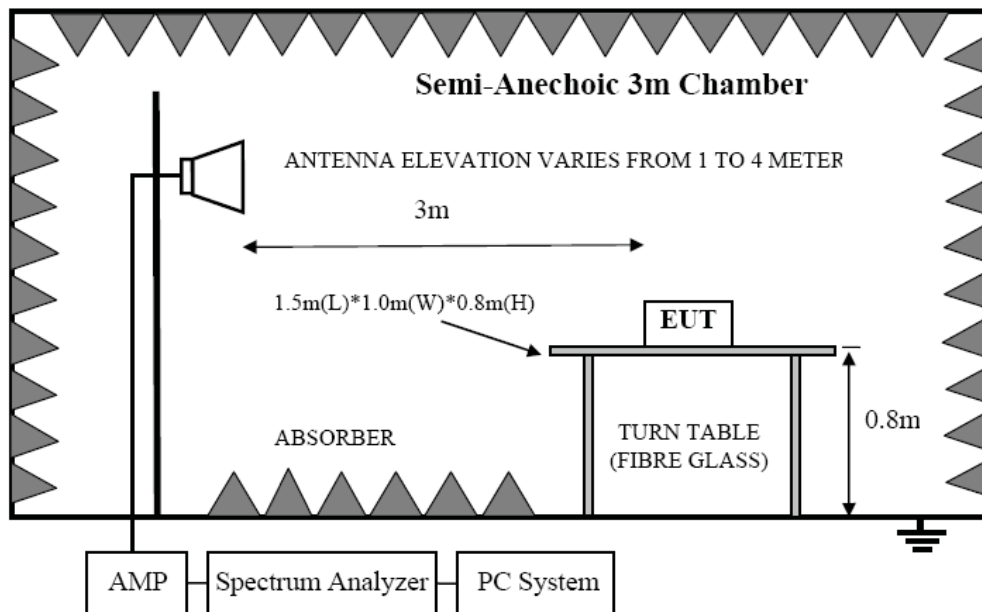 Semi-Anechoic 3m Chamber
ANTENNA ELEVATION VARIES FROM 1 TO 4 METER
3m
1.5m(L)*1.0m(W)*0.8m(H)
EUT
0.8m
ABSORBER
TURN TABLE
(FIBRE GLASS)
AMP
Spectrum Analyzer
PC System